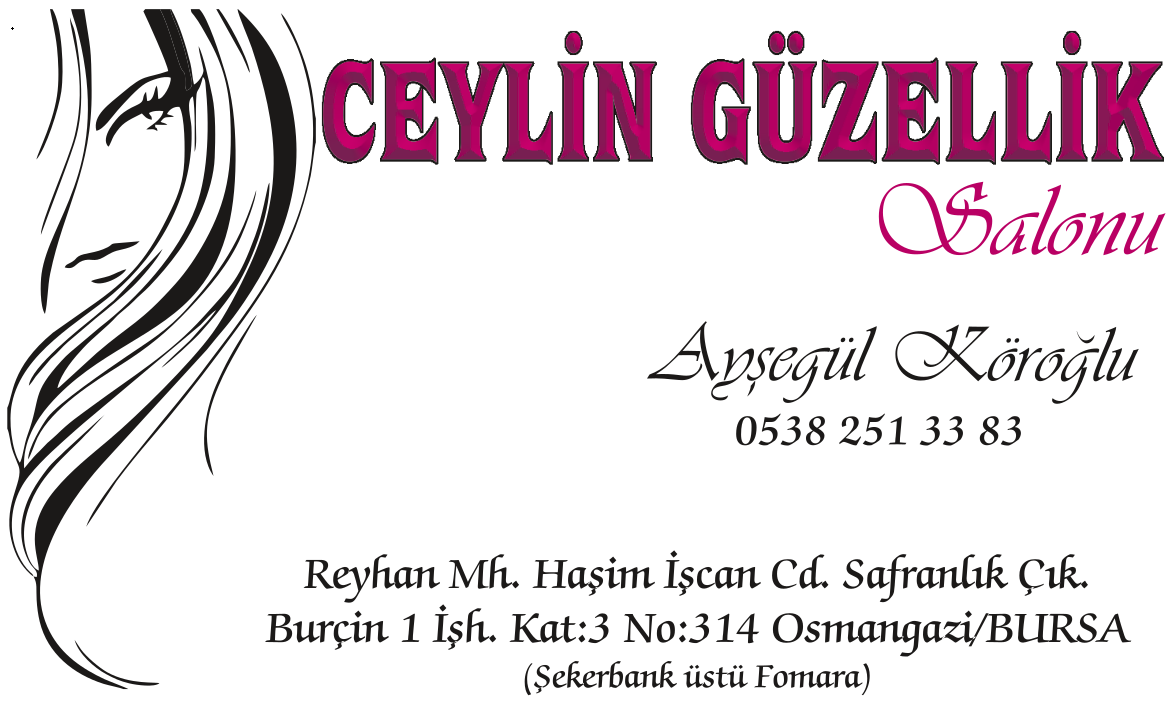 CEYLİN GÜZELLİK
Salonu
Ayşegül Köroğlu
0538 251 33 83
Reyhan Mh. Haşim İşcan Cd. Safranlık Çık.
Burçin 1 İşh. Kat:3 No:314 Osmangazi/BURSA
(Şekerbank üstü Fomara)